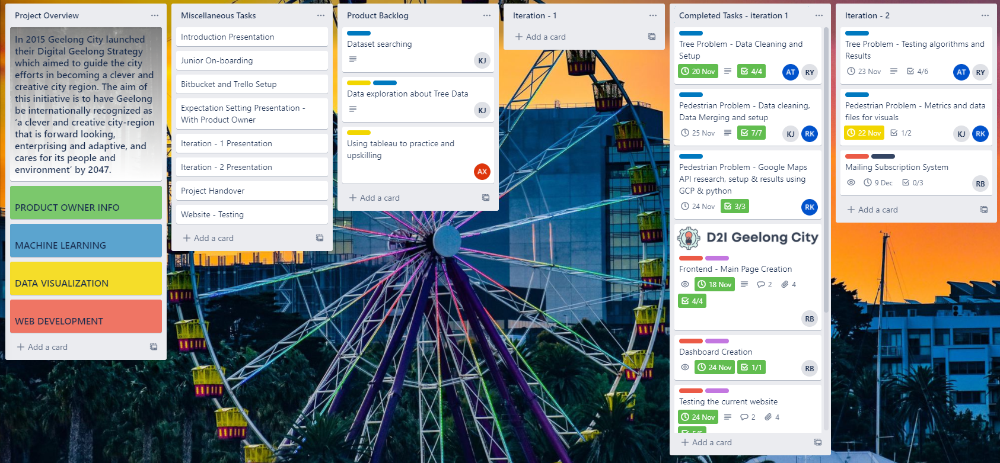 Project Overview
In 2015 Geelong City launched
their Digital Geelong Strategy
which aimed to guide the city
efforts in becoming a clever and
creative city region. The aim of
this initiative is to have Geelong
be internationally recognized as
‘a clever and creative city-region
that is forward looking,
enterprising and adaptive, and
cares for its people and
environment’ by 2047.
PRODUCT OWNER INFO
MACHINE LEARNING
DATA VISUALIZATION
WEB DEVELOPMENT
+ Add a card
Miscellaneous Tasks
Introduction Presentation
Junior On-boarding
Bitbucket and Trello Setup
Expectation Setting Presentation -
With Product Owner
Iteration - 1 Presentation
Iteration - 2 Presentation
Project Handover
Website - Testing
+ Add a card
Product Backlog
Dataset searching
KJ
Data exploration about Tree Data
KJ
Using tableau to practice and
upskilling
AX
+ Add a card
Iteration - 1
+ Add a card
Completed Tasks - iteration 1
Tree Problem - Data Cleaning and
Setup
20 Nov 4/4 AT RY
Pedestrian Problem - Data cleaning,
Data Merging and setup
25 Nov 7/7 KJ RK
Pedestrian Problem - Google Maps
API research, setup & results using
GCP & python
24 Nov 3/3 RK
D2I Geelong City
Frontend - Main Page Creation
18 Nov 2 4
4/4
RB
Dashboard Creation
24 Nov 1/1 RB
Testing the current website
24 Nov 2 4
5/5
+ Add a card
Iteration - 2
Tree Problem - Testing algorithms and
Results
23 Nov 4/6 AT RY
Pedestrian Problem - Metrics and data
files for visuals
22 Nov 1/2 KJ RK
Mailing Subscription System
9 Dec 0/3 RB
+ Add a card